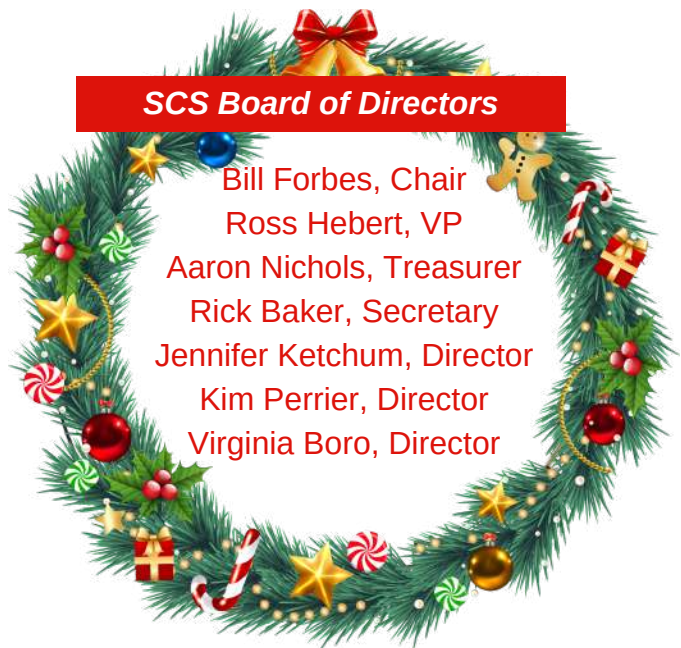 SCS Board of Directors
Bill Forbes, Chair
Ross Hebert, VP
Aaron Nichols, Treasurer
Rick Baker, Secretary
Jennifer Ketchum, Director
Kim Perrier, Director
Virginia Boro, Director